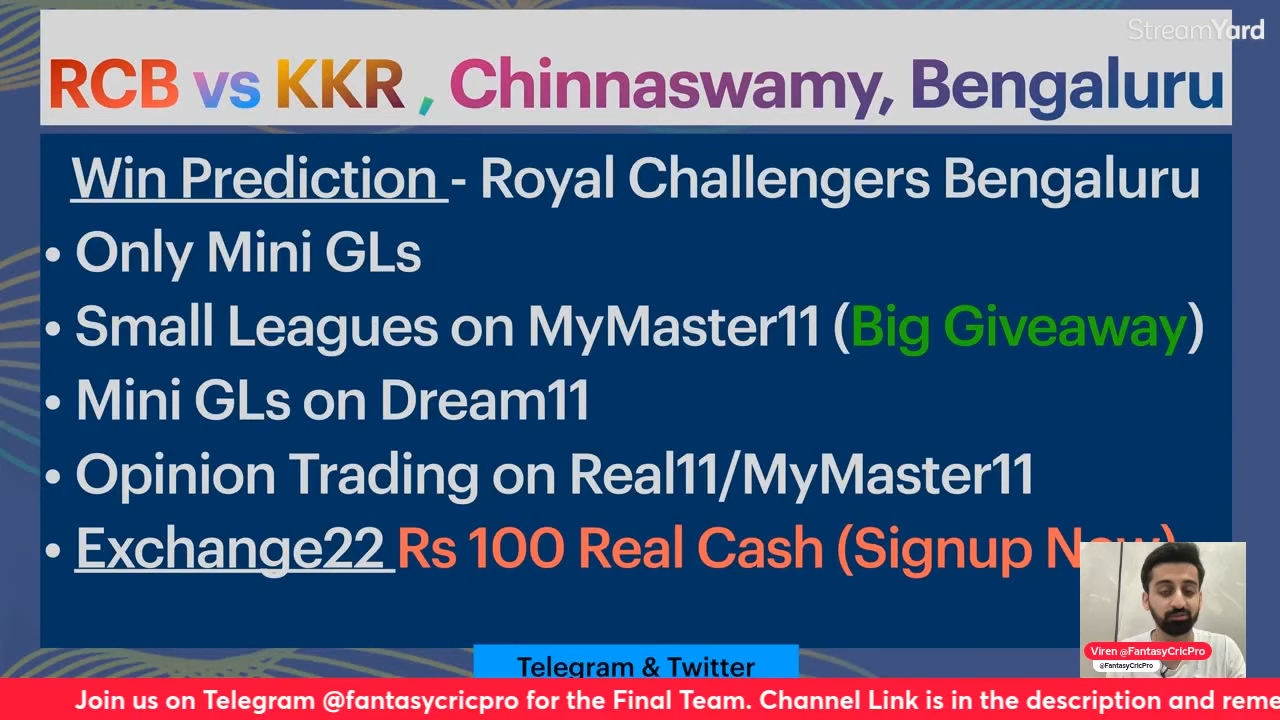 StreamYard
RCB vs KKR , Chinnaswamy, Bengaluru
Win Prediction - Royal Challengers Bengaluru
• Only Mini GLs
• Small Leagues on MyMaster11 (Big Giveaway)
• Mini GLs on Dream11
• Opinion Trading on Real11/MyMaster11
• Exchange22 Rs 100 Real Cash (Signup Now)
Viren @FantasyCricPro
@FantasyCricPro
Telegram & Twitter
Join us on Telegram @fantasycricpro for the Final Team. Channel Link is in the description and reme